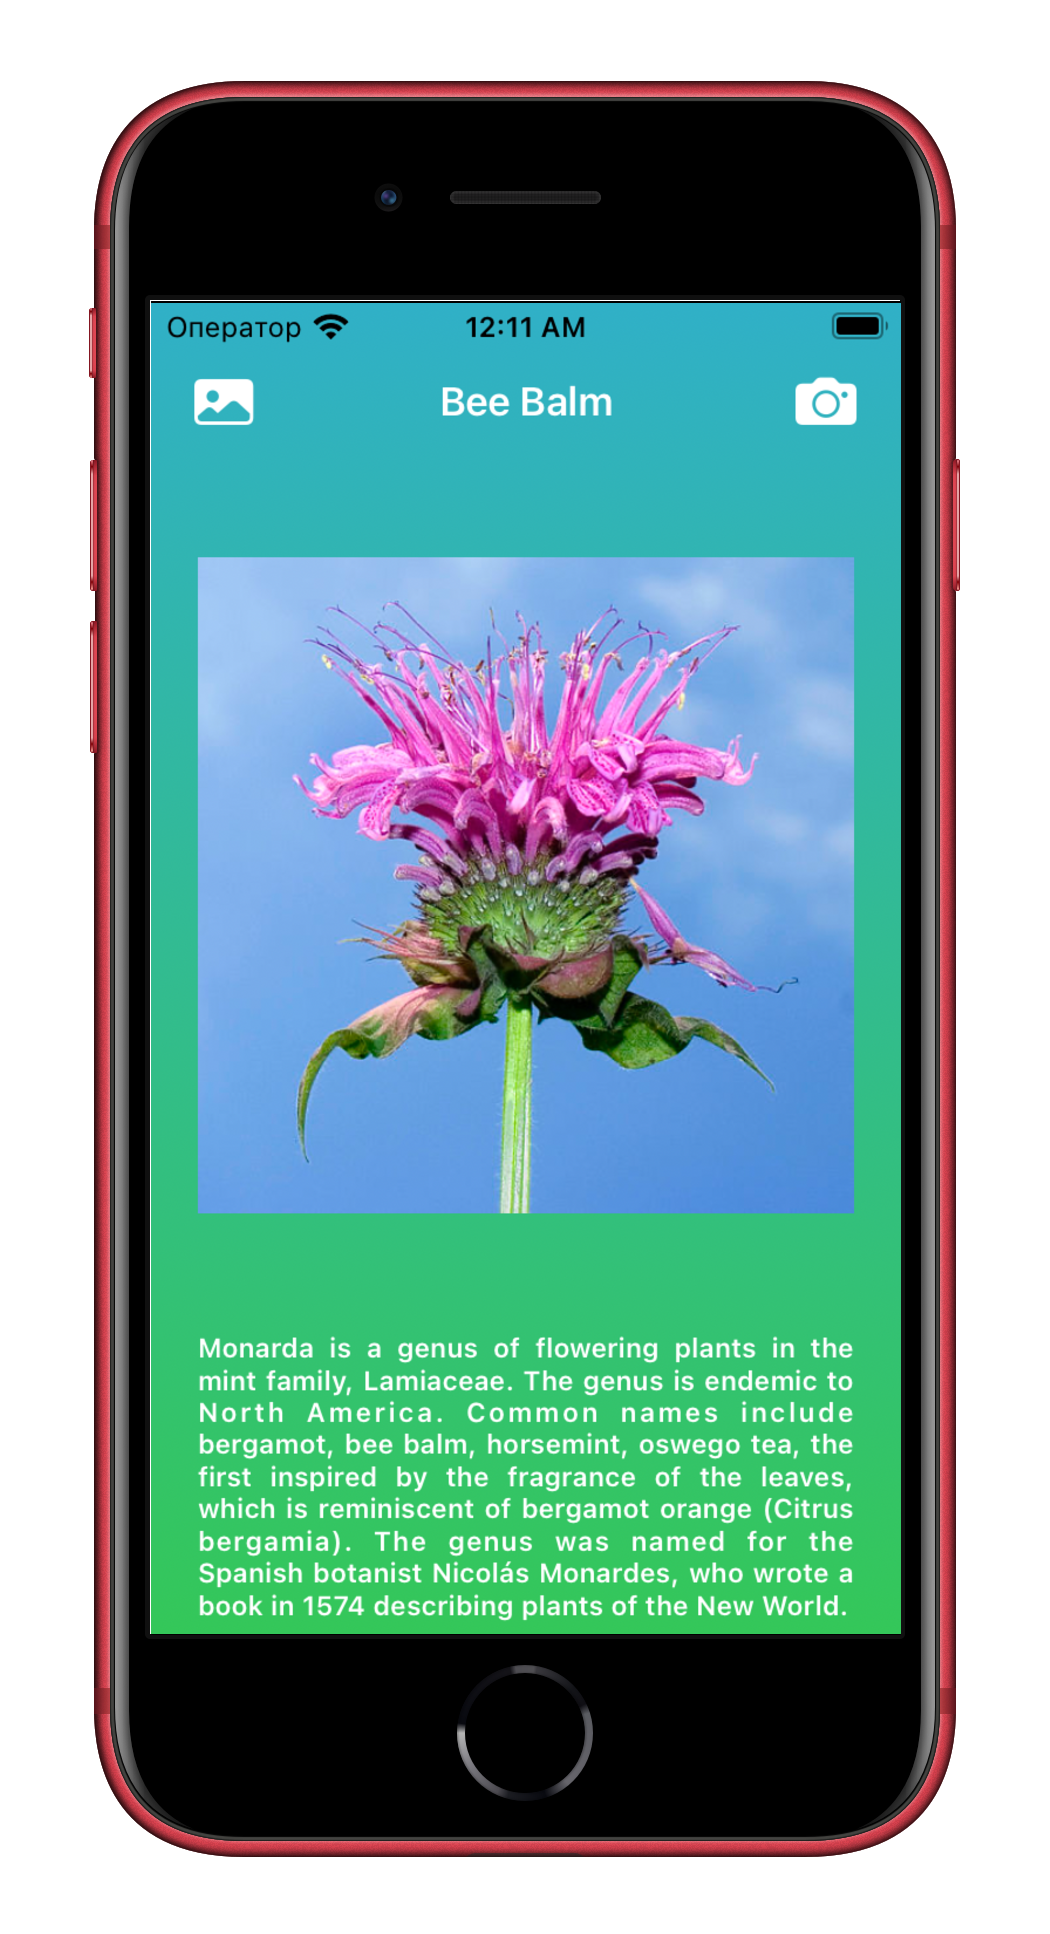 Оператор 12:11 AM
Bee Balm
Monarda is a genus of flowering plants in the
mint family, Lamiaceae. The genus is endemic to
North America. Common names include
bergamot, bee balm, horsemint, oswego tea, the
first inspired by the fragrance of the leaves,
which is reminiscent of bergamot orange (Citrus
bergamia). The genus was named for the
Spanish botanist Nicolás Monardes, who wrote a
book in 1574 describing plants of the New World.